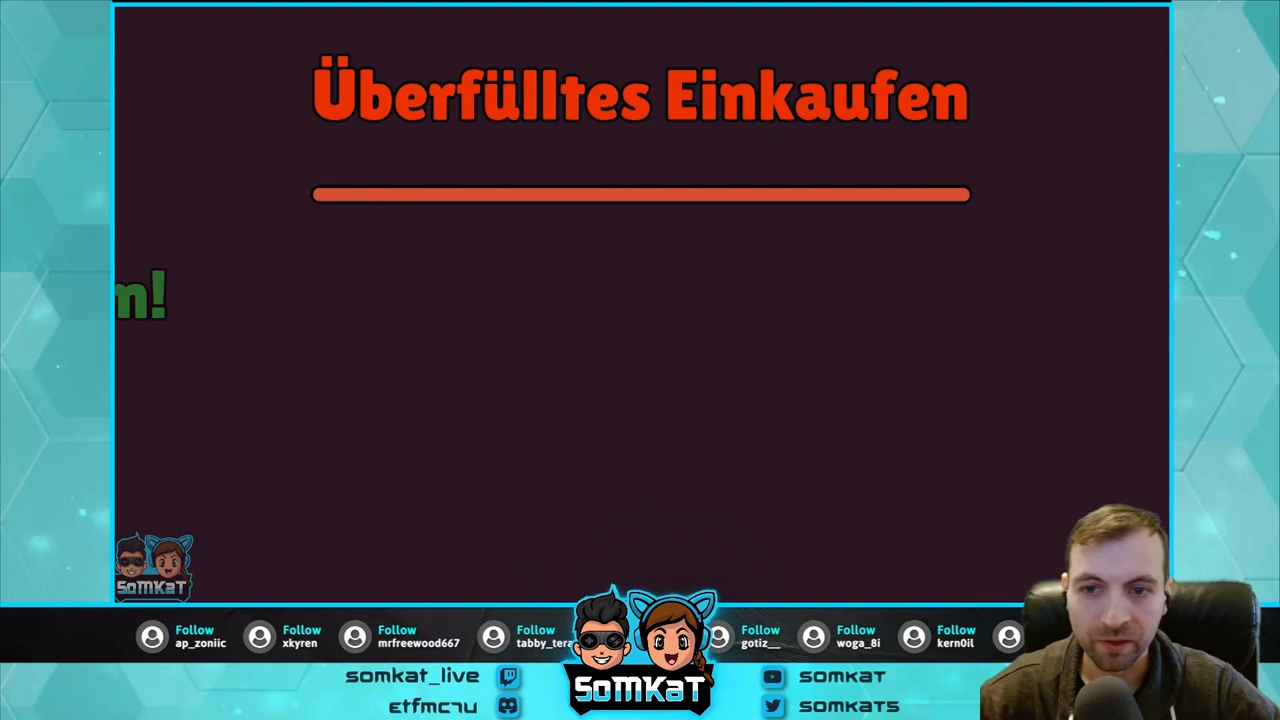 Überfülltes Einkaufen
n!
SOMKAT
Follow
ap_zoniic
Follow
xkyren
Follow
mrfreewood667
Follow
tabby_tera
Follow
gotiz__
Follow
woga_8i
Follow
kern0il
SOMKAT
somkat_live
SOMKAT
ETFMC7U
SOMKATS